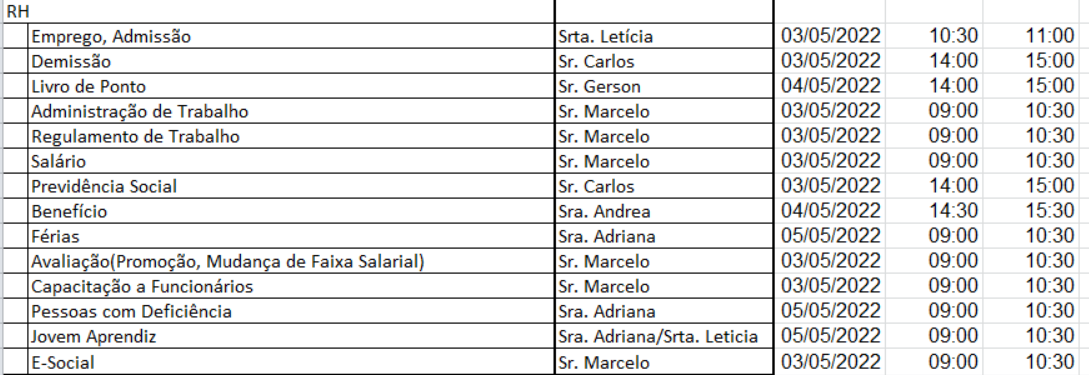 RH
Emprego, Admissão Srta. Letícia 03/05/2022 10:30 11:00
Demissão Sr. Carlos 03/05/2022 14:00 15:00
Livro de Ponto Sr. Gerson 04/05/2022 14:00 15:00
Administração de Trabalho Sr. Marcelo 03/05/2022 09:00 10:30
Regulamento de Trabalho Sr. Marcelo 03/05/2022 09:00 10:30
Salário Sr. Marcelo 03/05/2022 09:00 10:30
Previdência Social Sr. Carlos 03/05/2022 14:00 15:00
Benefício Sra. Andrea 04/05/2022 14:30 15:30
Férias Sra. Adriana 05/05/2022 09:00 10:30
Avaliação(Promoção, Mudança de Faixa Salarial) Sr. Marcelo 03/05/2022 09:00 10:30
Capacitação a Funcionários Sr. Marcelo 03/05/2022 09:00 10:30
Pessoas com Deficiência Sra. Adriana 05/05/2022 09:00 10:30
Jovem Aprendiz Sra. Adriana/Srta. Leticia 05/05/2022 09:00 10:30
E-Social Sr. Marcelo 03/05/2022 09:00 10:30